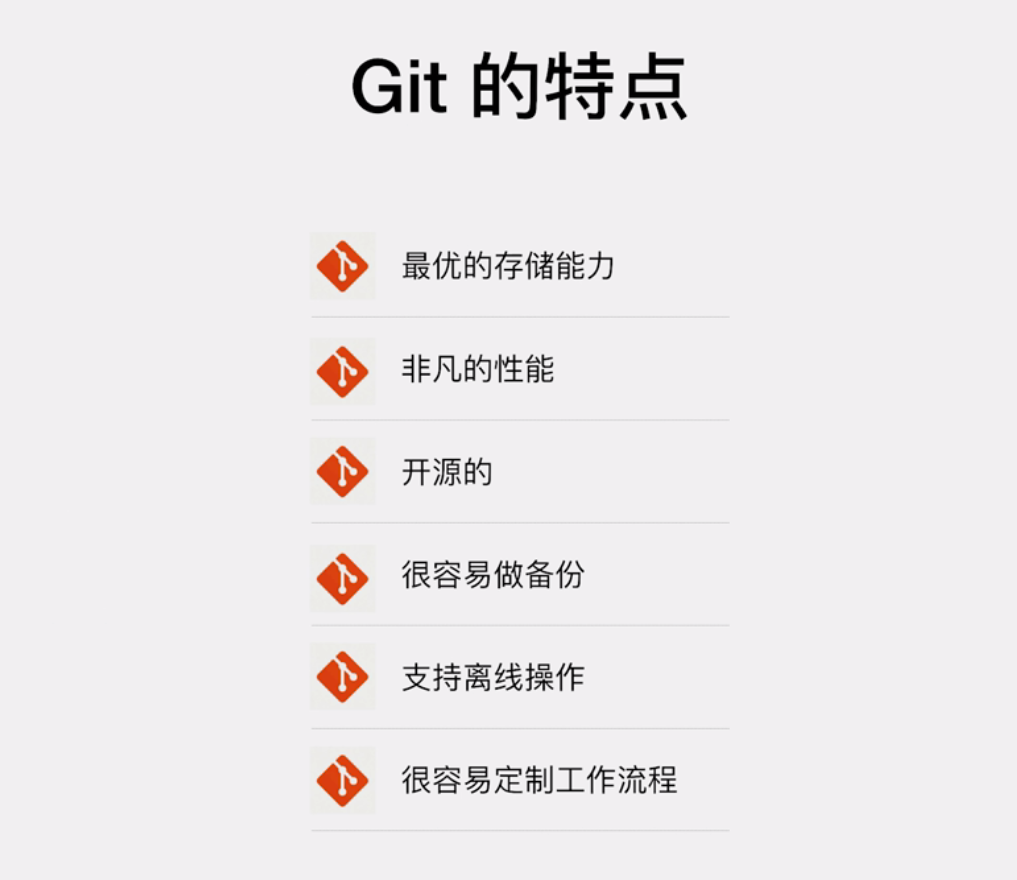 Git 的特点
最优的存储能力
非凡的性能
开源的
很容易做备份
支持离线操作
很容易定制工作流程